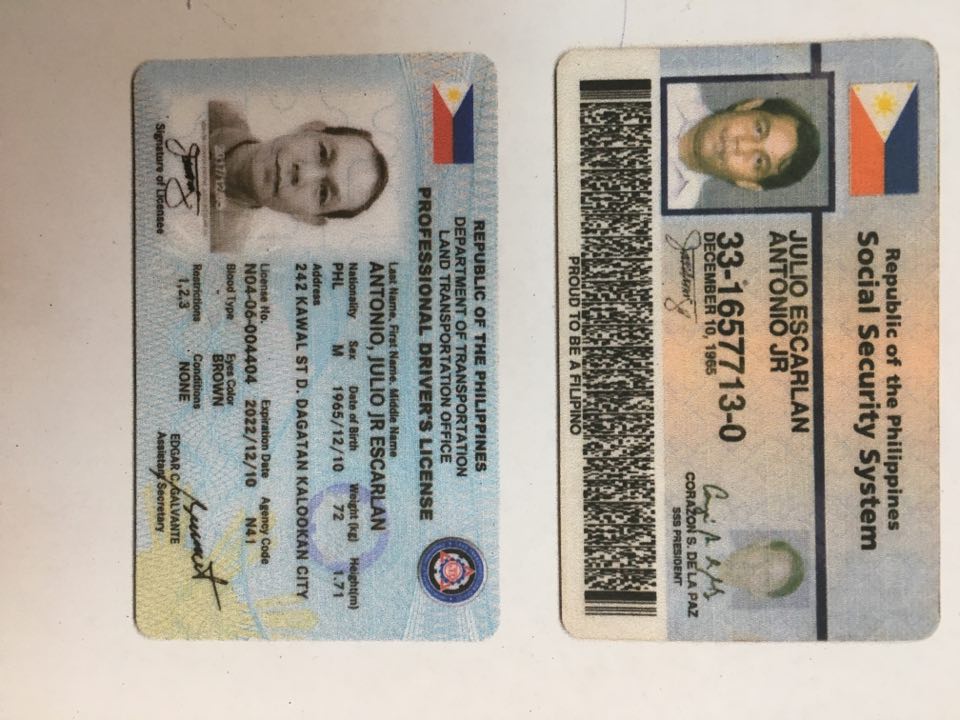 Republic of the Philippines
Social Security System
JULIO ESCARLAN
ANTONIO JR
33-1657713-0
DECEMBER 10, 1965
CORAZON S. DE LA PAZ
SSS PRESIDENT
PROUD TO BE A FILIPINO
REPUBLIC OF THE PHILIPPINES
DEPARTMENT OF TRANSPORTATION
LAND TRANSPORTATION OFFICE
PROFESSIONAL DRIVER'S LICENSE
Last Name, First Name, Middle Name
ANTONIO, JULIO JR ESCARLAN
Nationality Sex Date of Birth Weight (kg) Height(m)
PHL M 1965/12/10 72 1.71
Address
242 KAWAL ST D. DAGATAN KALOOKAN CITY
License No. Expiration Date Agency Code
N04-06-004404 2022/12/10 N41
Blood Type Eyes Color
BROWN
Restrictions Conditions
1,2,3 NONE
Signature of Licensee
EDGAR C. GALVANTE
Assistant Secretary